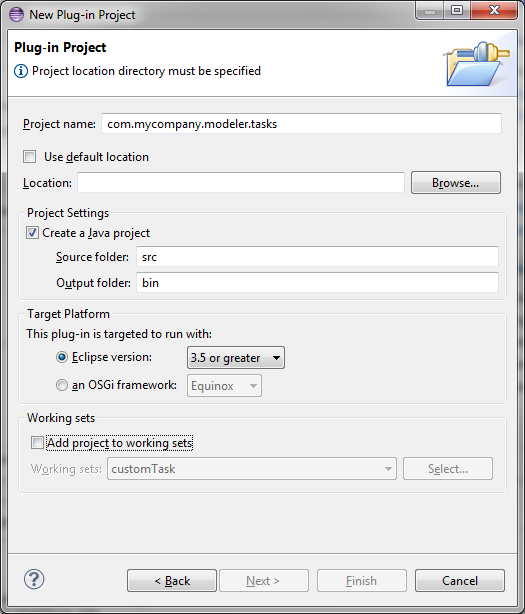 New Plug-in Project
Plug-in Project
Project location directory must be specified
Project name: com.mycompany.modeler.tasks
Use default location
Location: Browse...
Project Settings
Create a Java project
Source folder: src
Output folder: bin
Target Platform
This plug-in is targeted to run with:
Eclipse version: 3.5 or greater
an OSGi framework: Equinox
Working sets
Add project to working sets
Working sets: customTask Select...
? < Back Next > Finish Cancel